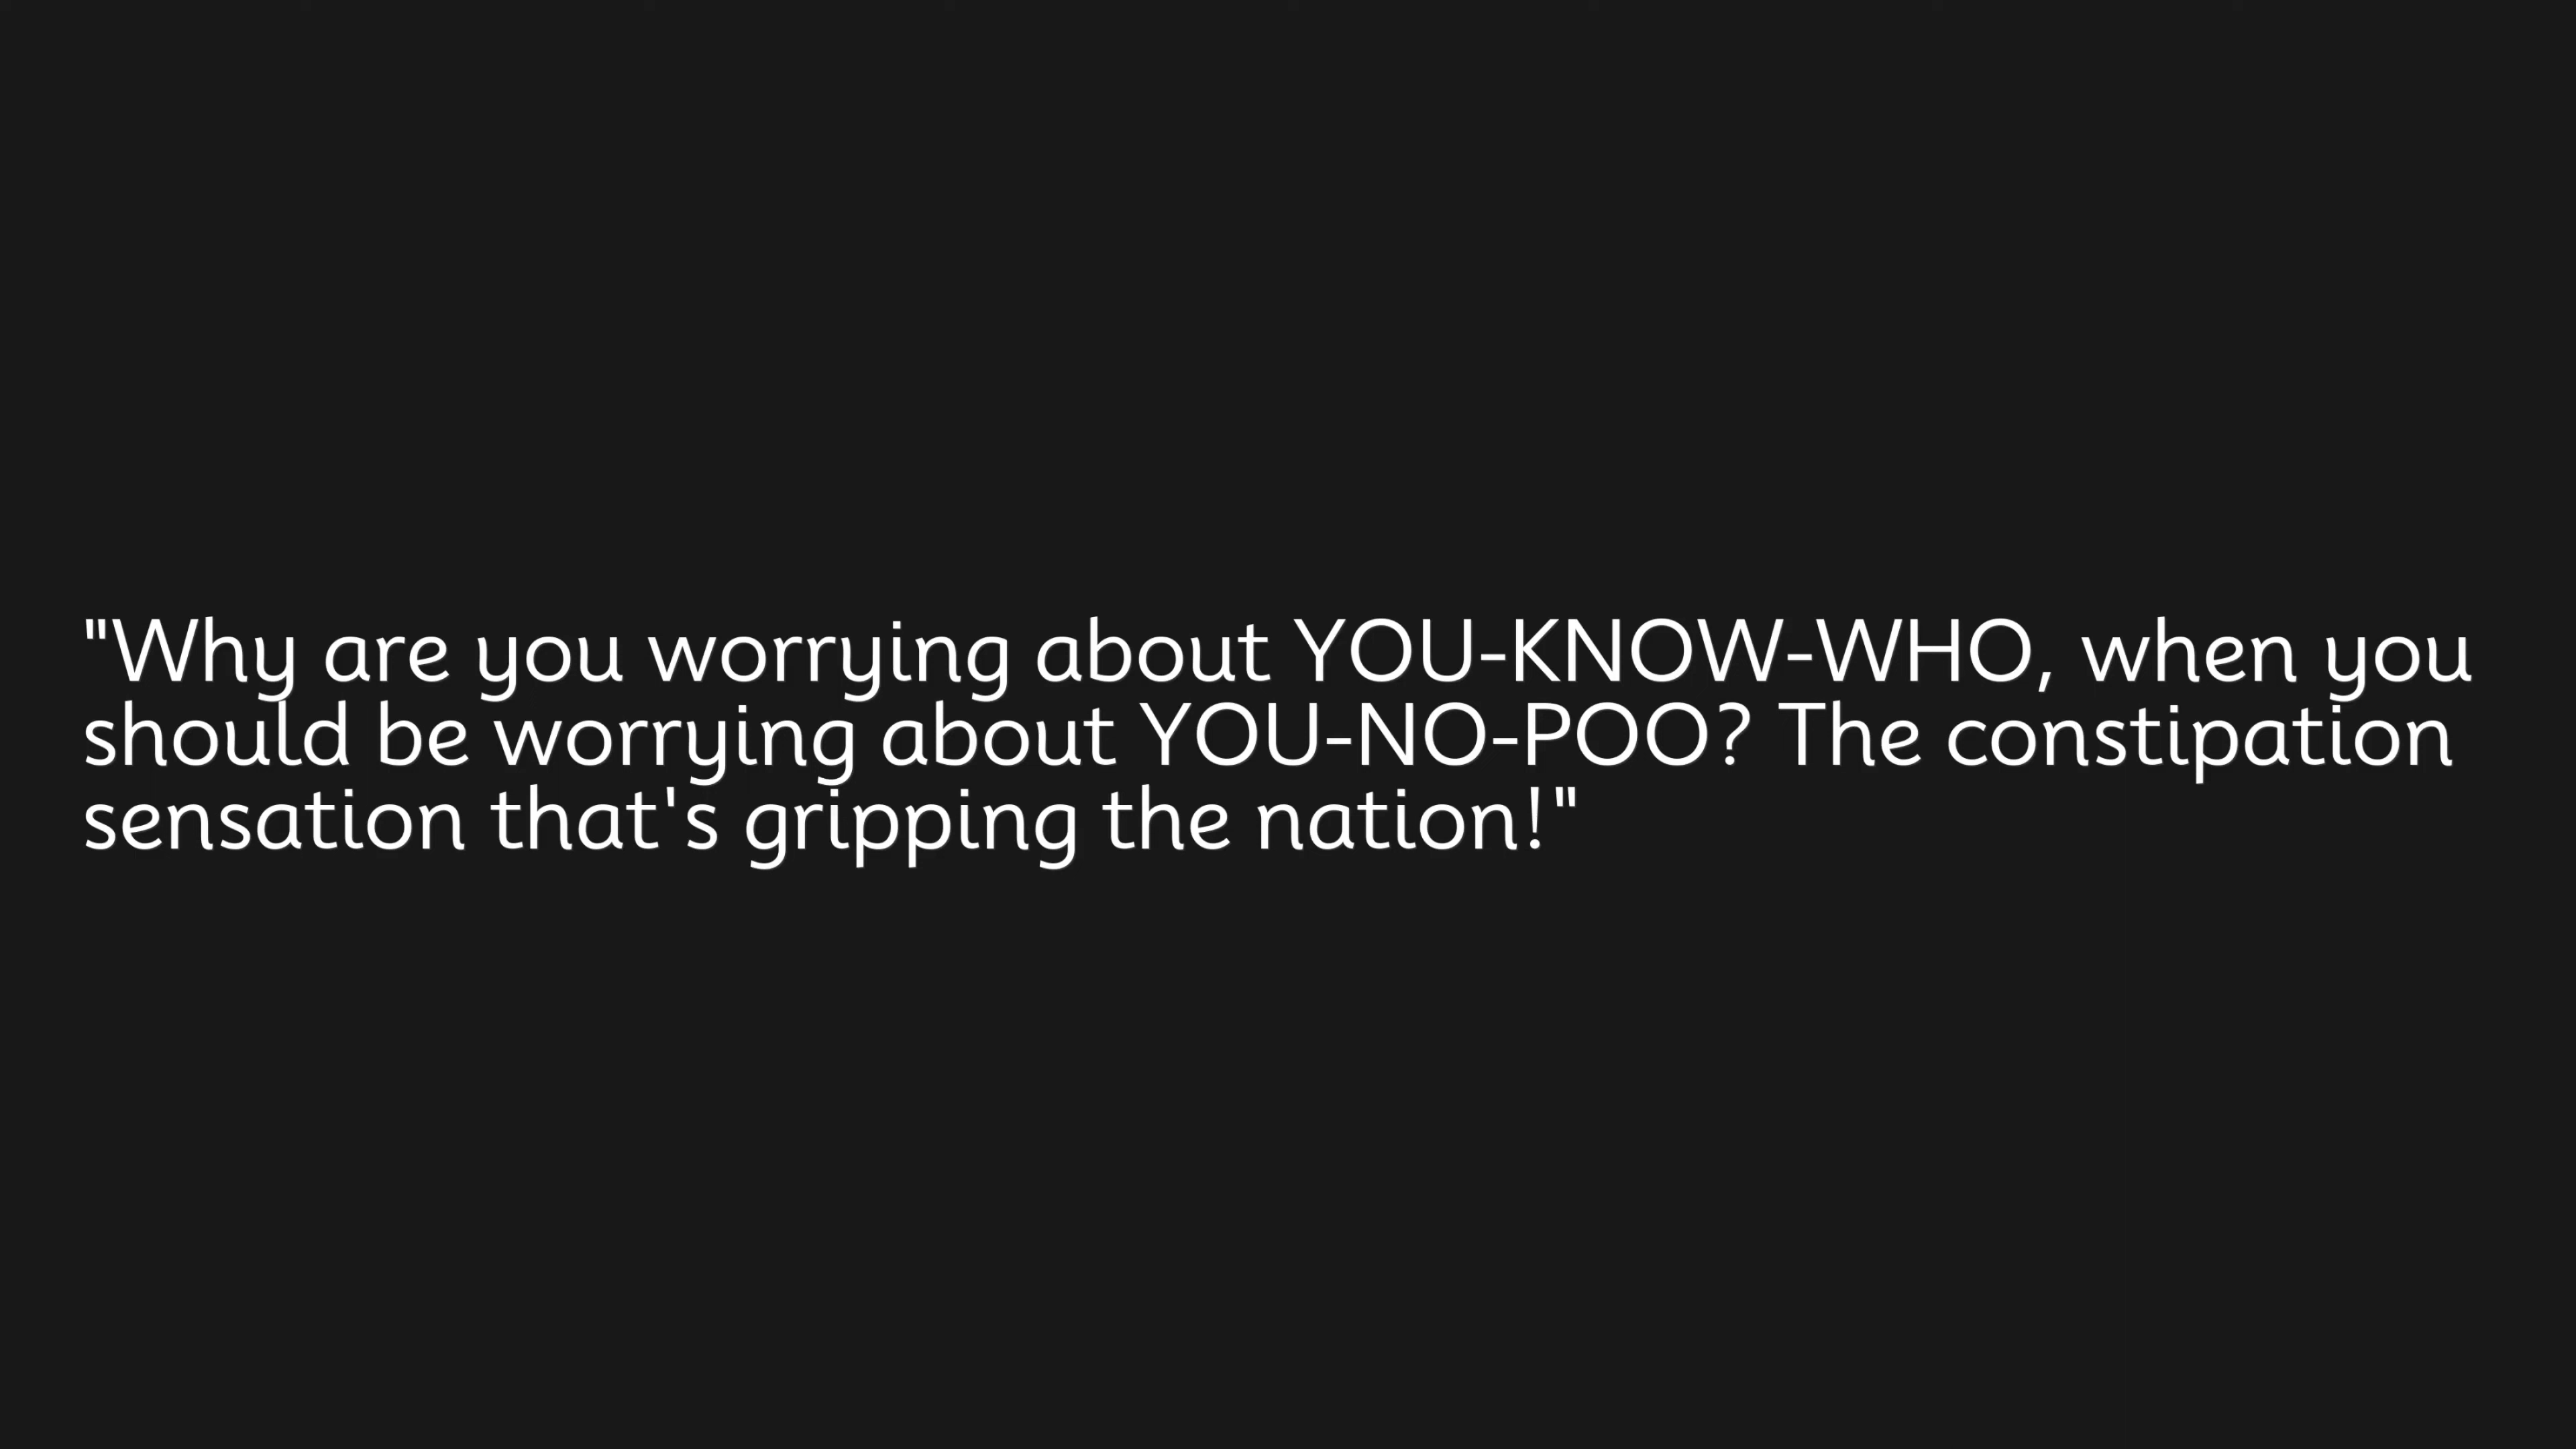 "Why are you worrying about YOU-KNOW-WHO, when you
should be worrying about YOU-NO-POO? The constipation
sensation that's gripping the nation!"